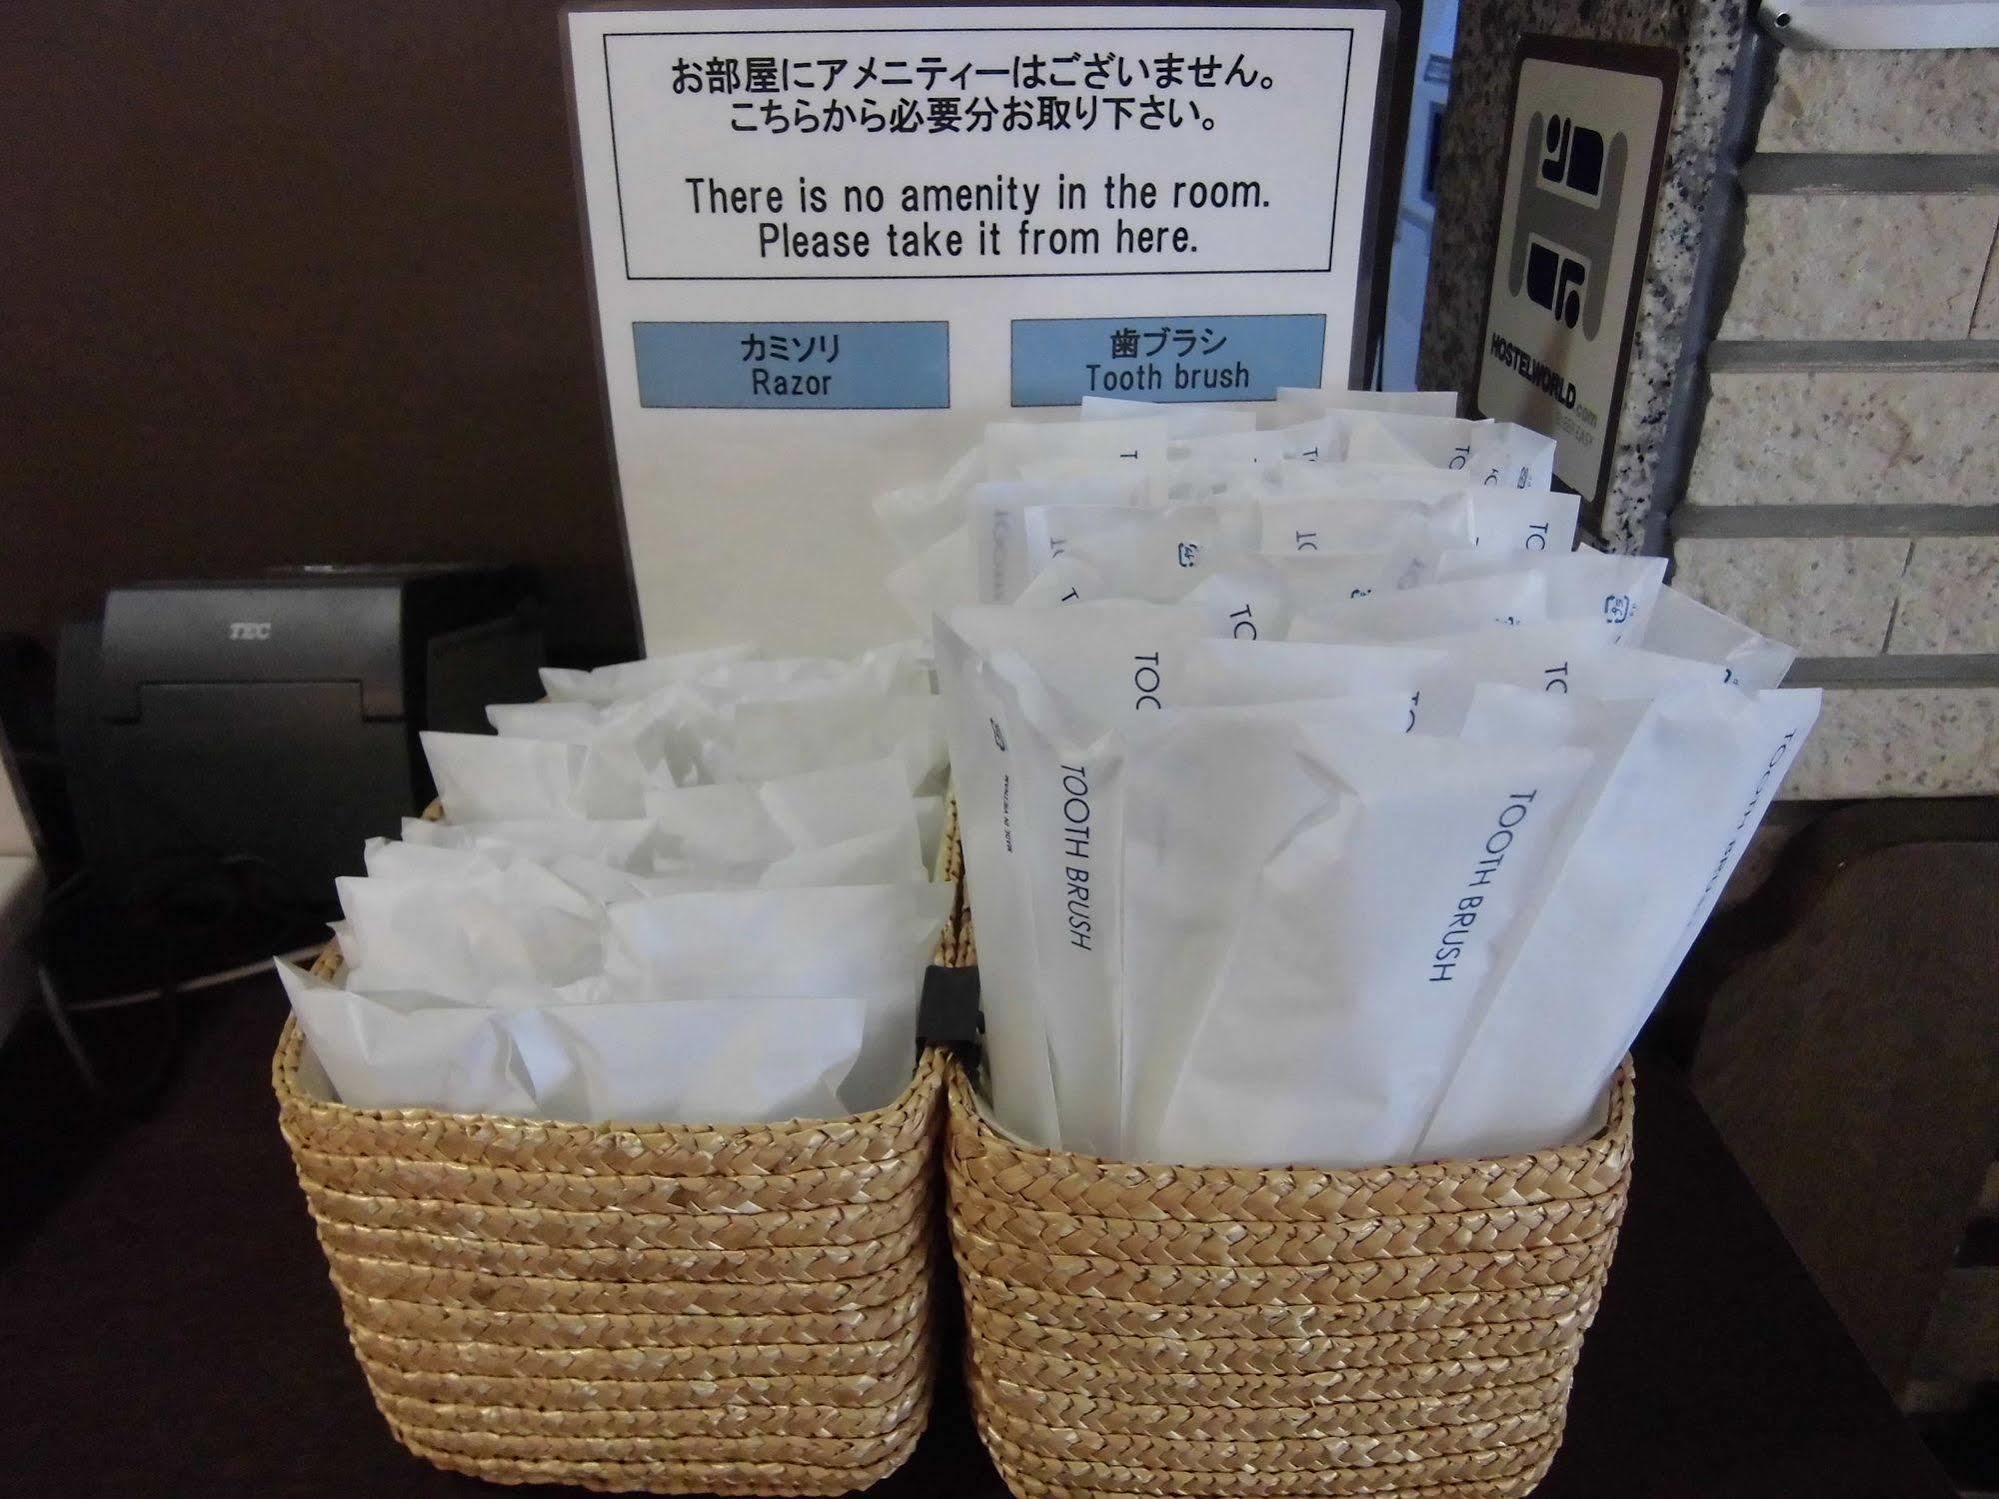 お部屋にアメニティーはございません。
こちらから必要分お取り下さい。
There is no amenity in the room.
Please take it from here.
カミソリ
Razor
歯ブラシ
Tooth brush
HOSTELWORLD.com
TEC
TOOTH BRUSH
TOOTH BRUSH